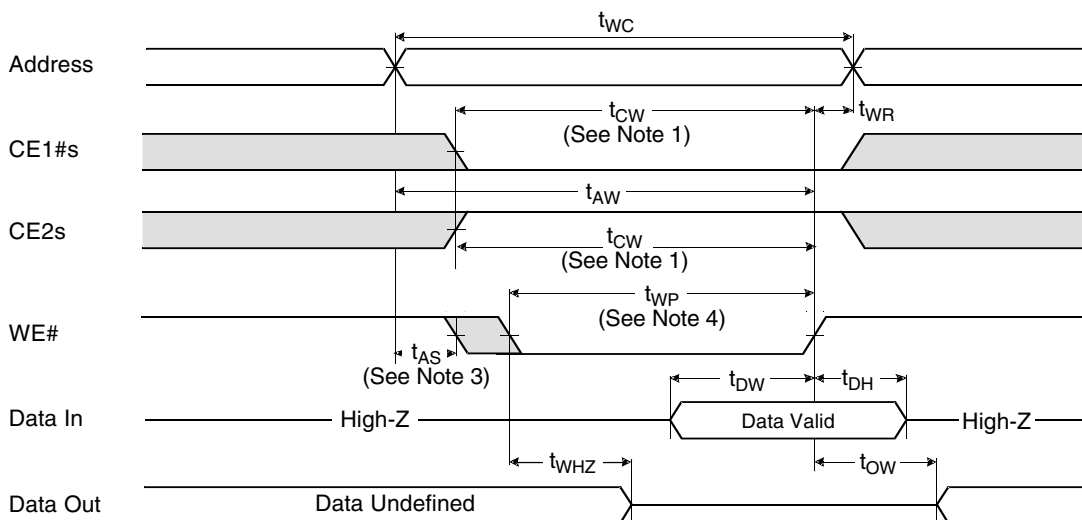 tWC
Address
tCW
(See Note 1)
tWR
CE1#s
tAW
CE2s
tCW
(See Note 1)
tWP
(See Note 4)
WE#
tAS
(See Note 3)
tDW
tDH
Data In
High-Z
Data Valid
High-Z
tWHZ
tOW
Data Out
Data Undefined